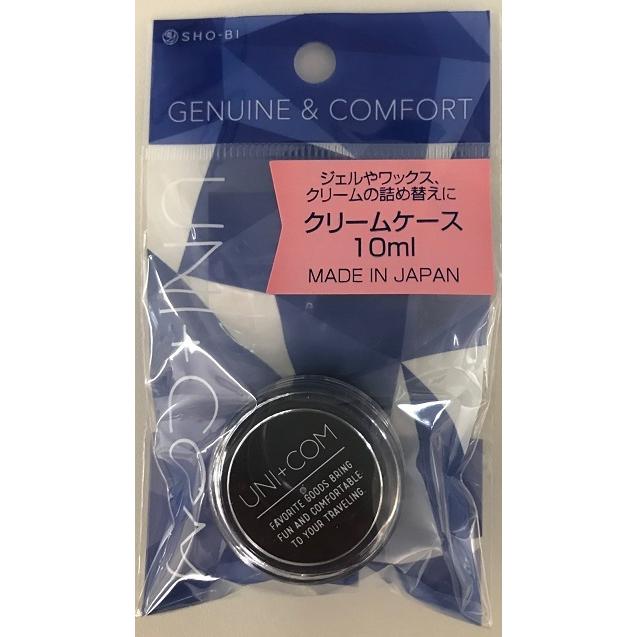 SHO-BI
GENUINE & COMFORT
ジェルやワックス、
クリームの詰め替えに
クリームケース
10ml
MADE IN JAPAN
UNI+COM
UNI+COM
FAVORITE GOODS BRING
FUN AND COMFORTABLE
TO YOUR TRAVELING.